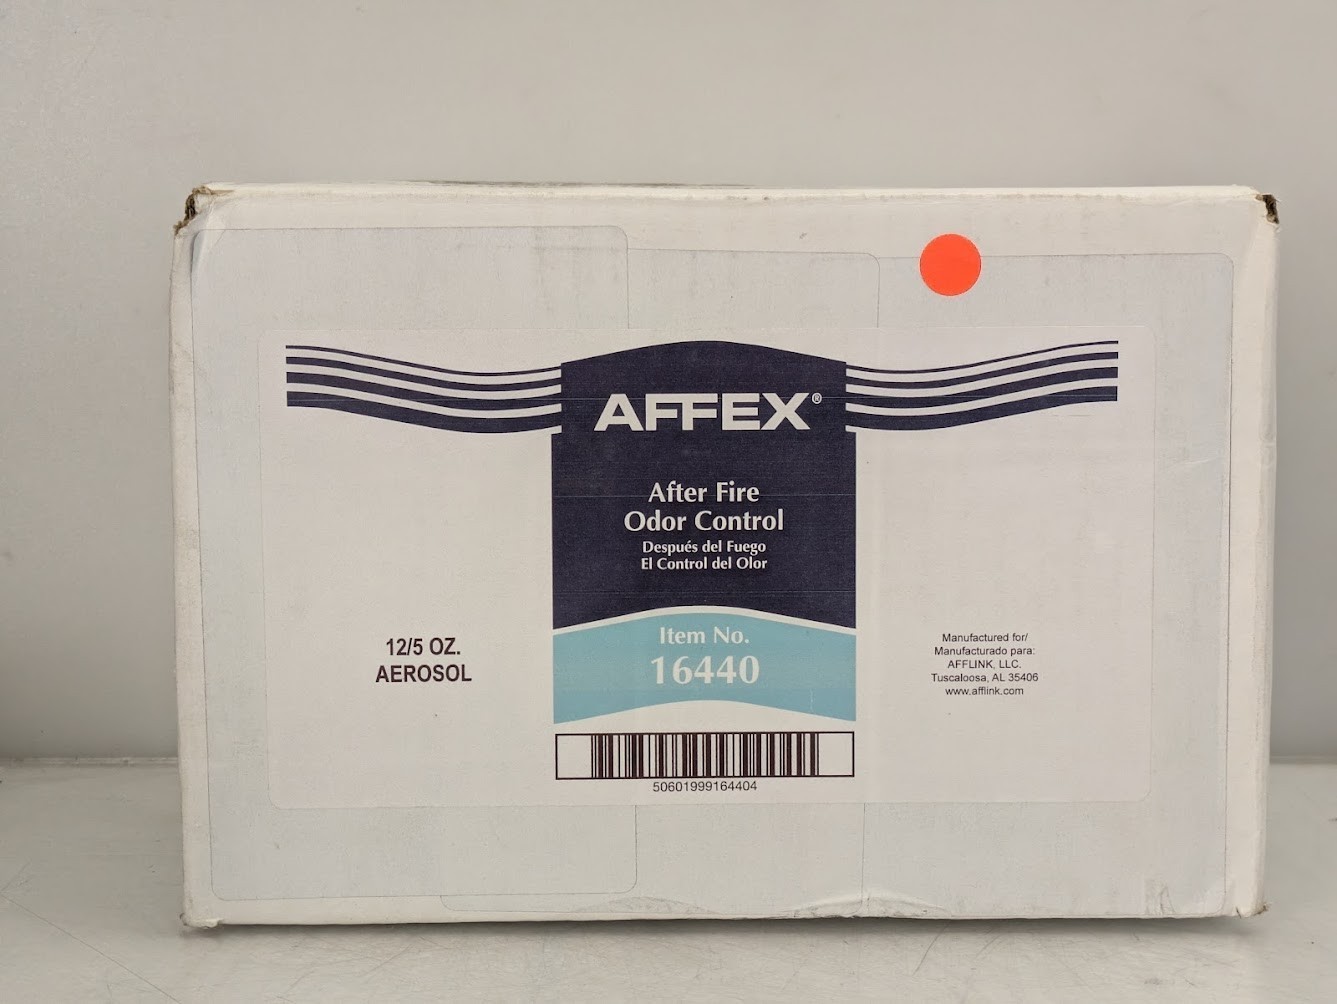 AFFEX®
After Fire
Odor Control
Después del Fuego
El Control del Olor
Item No.
16440
12/5 OZ.
AEROSOL
Manufactured for/
Manufacturado para:
AFFLINK, LLC.
Tuscaloosa, AL 35406
www.afflink.com
50601999164404